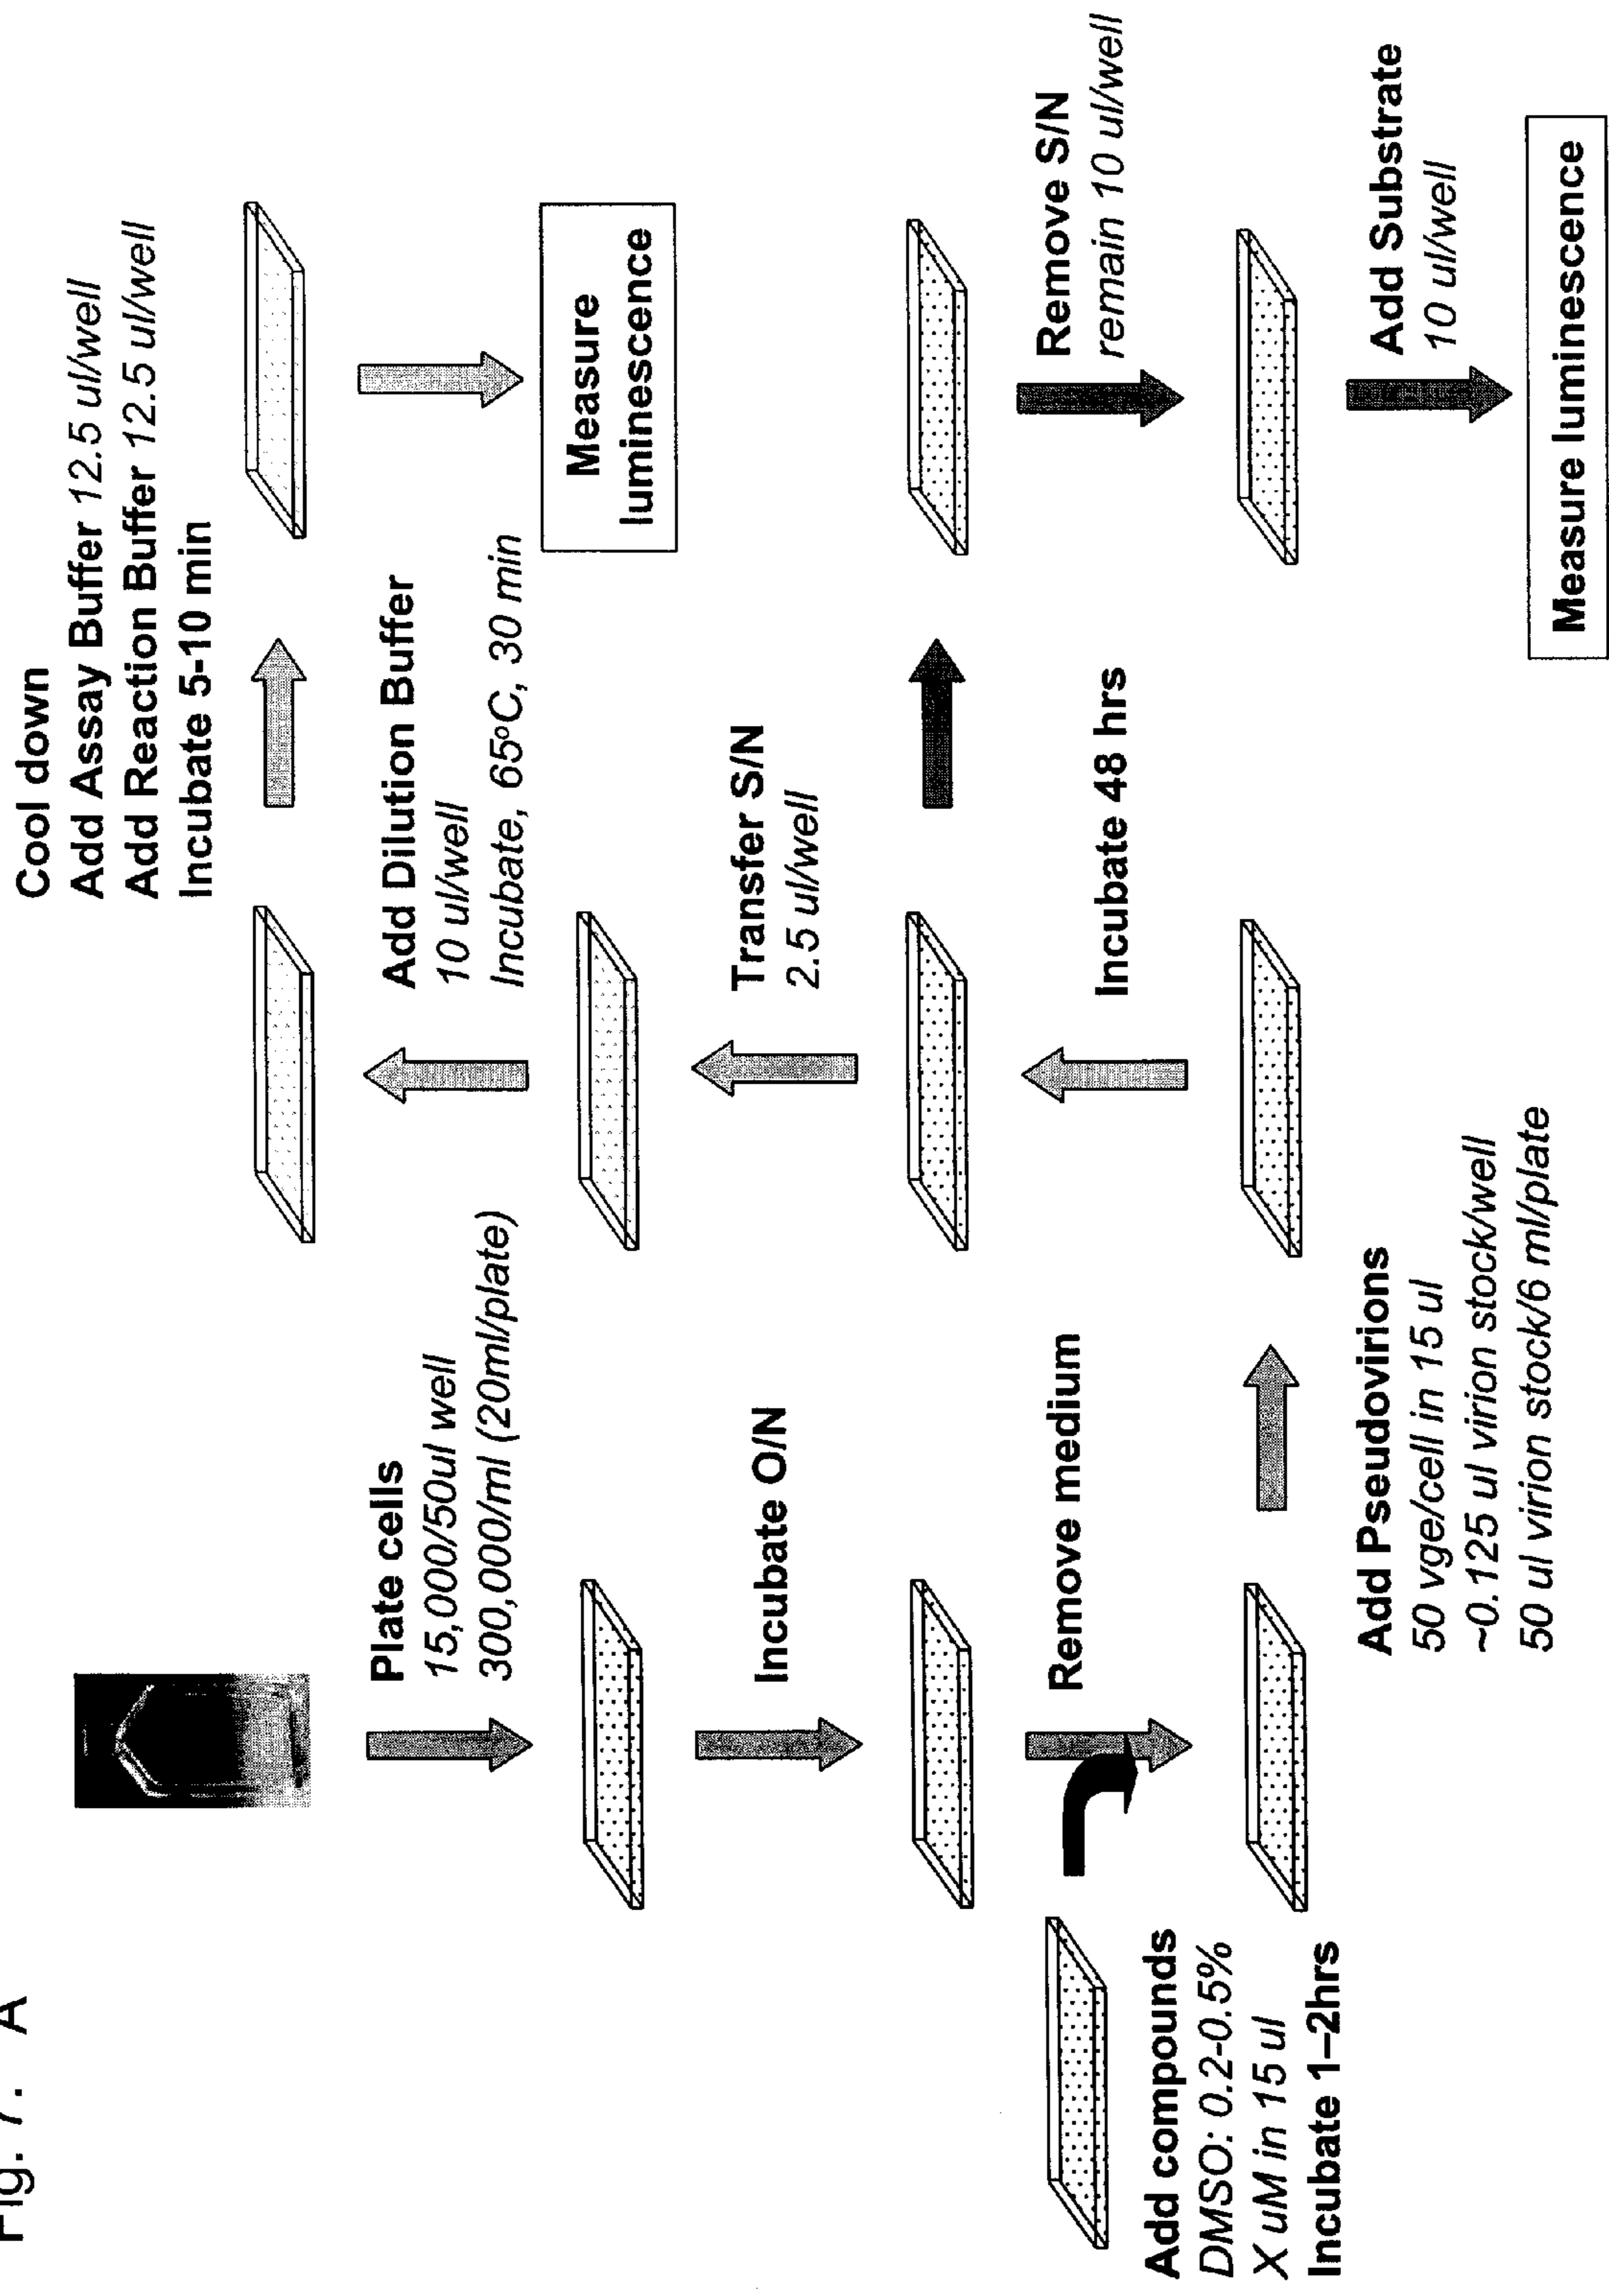 Fig. 7. A
Plate cells
15,000/50ul well
300,000/ml (20ml/plate)
Incubate O/N
Remove medium
Add compounds
DMSO: 0.2-0.5%
X uM in 15 ul
Incubate 1–2hrs
Add Pseudovirions
50 vge/cell in 15 ul
~0.125 ul virion stock/well
50 ul virion stock/6 ml/plate
Incubate 48 hrs
Transfer S/N
2.5 ul/well
Add Dilution Buffer
10 ul/well
Incubate, 65°C, 30 min
Cool down
Add Assay Buffer 12.5 ul/well
Add Reaction Buffer 12.5 ul/well
Incubate 5-10 min
Measure
luminescence
Remove S/N
remain 10 ul/well
Add Substrate
10 ul/well
Measure luminescence